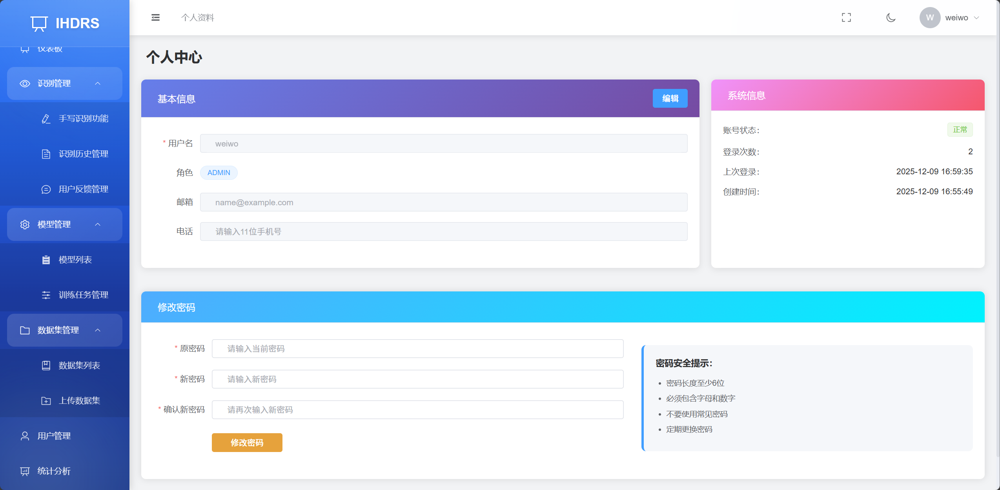 IHDRS
仪表板
识别管理
手写识别功能
识别历史管理
用户反馈管理
模型管理
模型列表
训练任务管理
数据集管理
数据集列表
上传数据集
用户管理
统计分析
个人资料
W weiwo
个人中心
基本信息
编辑
* 用户名 weiwo
角色 ADMIN
邮箱 name@example.com
电话 请输入11位手机号
系统信息
账号状态: 正常
登录次数: 2
上次登录: 2025-12-09 16:59:35
创建时间: 2025-12-09 16:55:49
修改密码
* 原密码 请输入当前密码
* 新密码 请输入新密码
* 确认新密码 请再次输入新密码
修改密码
密码安全提示:
• 密码长度至少6位
• 必须包含字母和数字
• 不要使用常见密码
• 定期更换密码